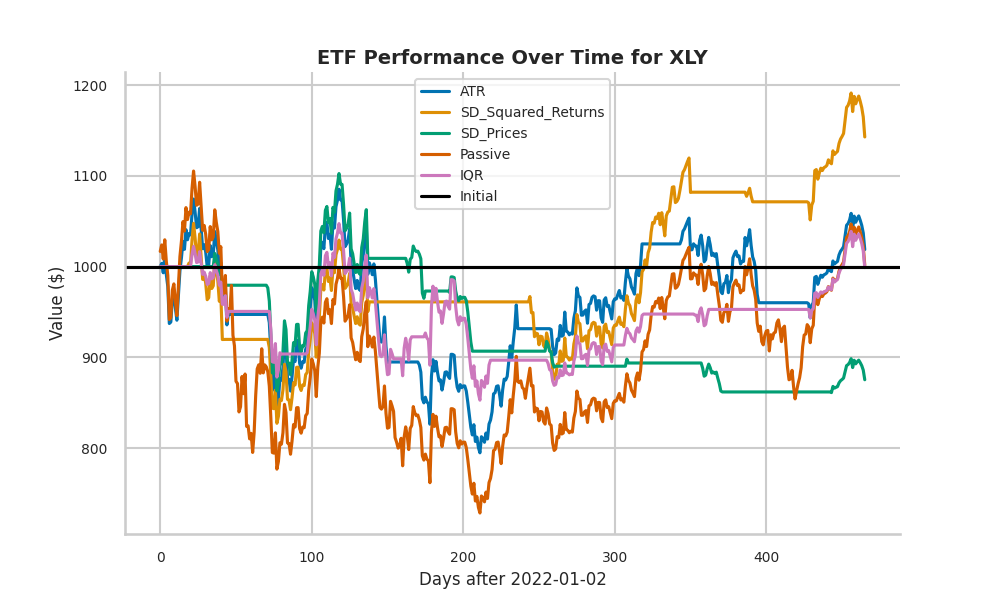 ETF Performance Over Time for XLY
ATR
SD_Squared_Returns
SD_Prices
Passive
IQR
Initial
1200
1100
1000
900
800
Value ($)
0 100 200 300 400
Days after 2022-01-02